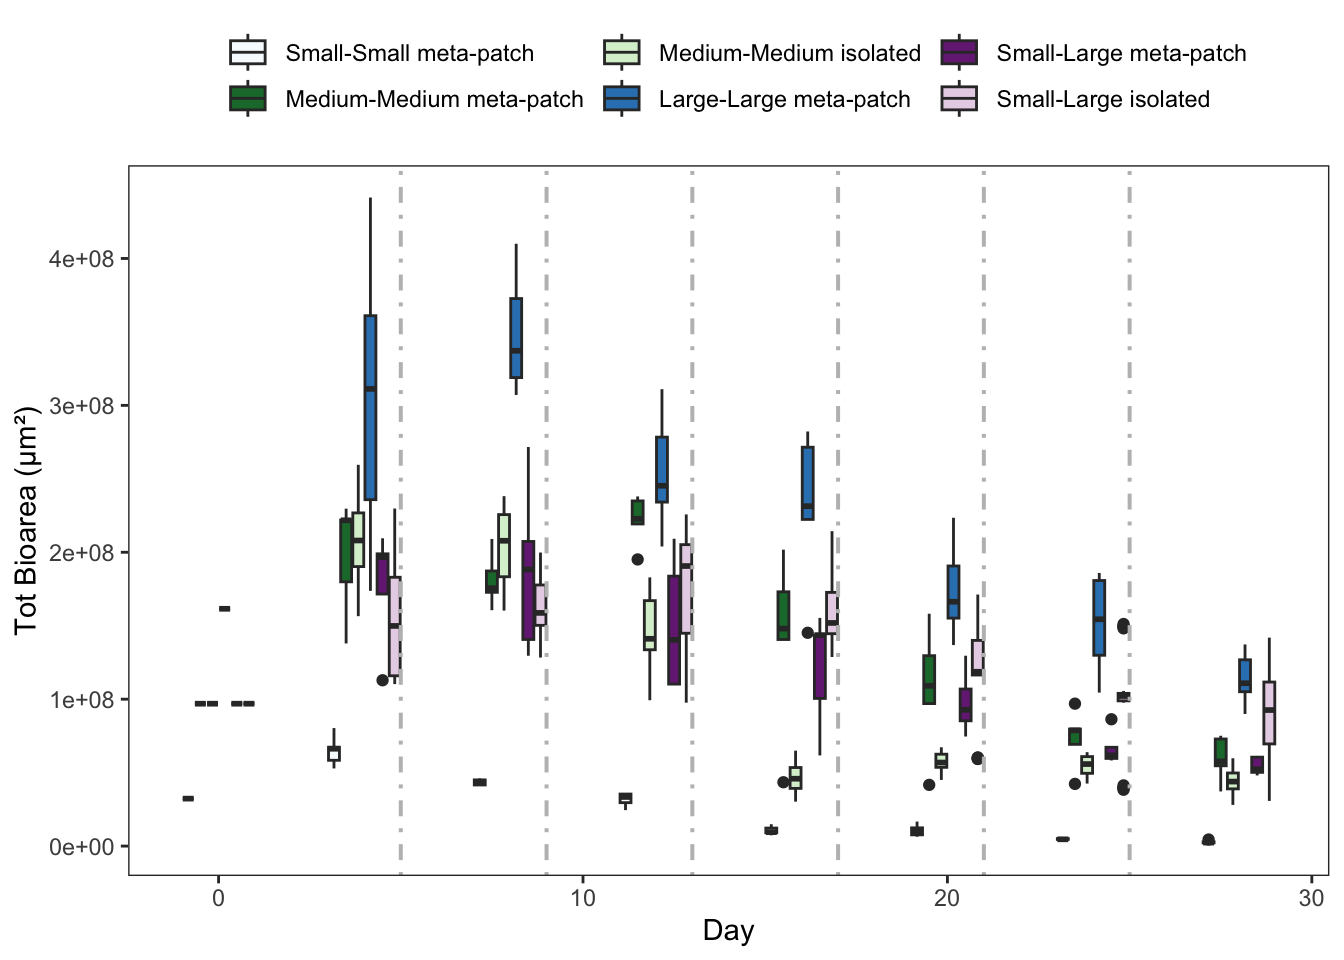 Small-Small meta-patch
Medium-Medium isolated
Small-Large meta-patch
Medium-Medium meta-patch
Large-Large meta-patch
Small-Large isolated
Tot Bioarea (µm²)
4e+08
3e+08
2e+08
1e+08
0e+00
0
10
20
30
Day